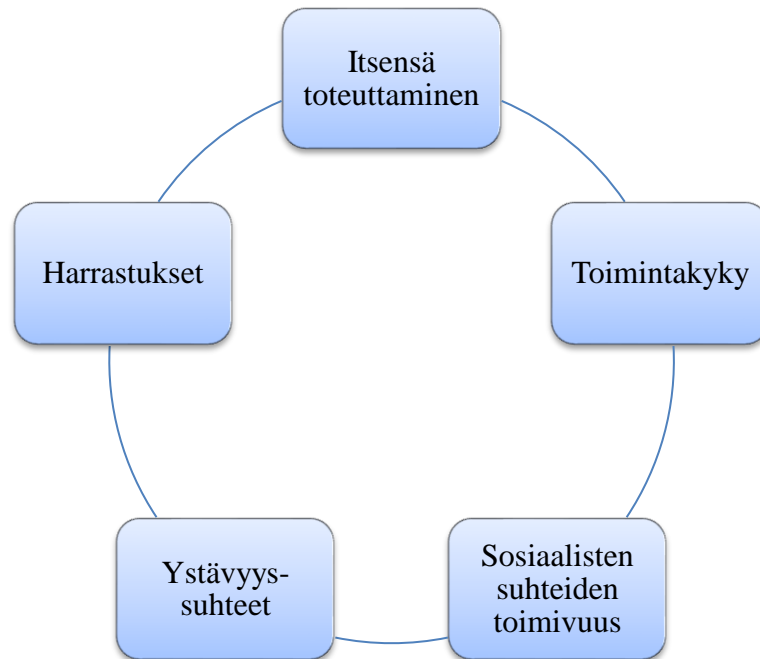 Itsensä
toteuttaminen
Toimintakyky
Sosiaalisten
suhteiden
toimivuus
Ystävyys-
suhteet
Harrastukset